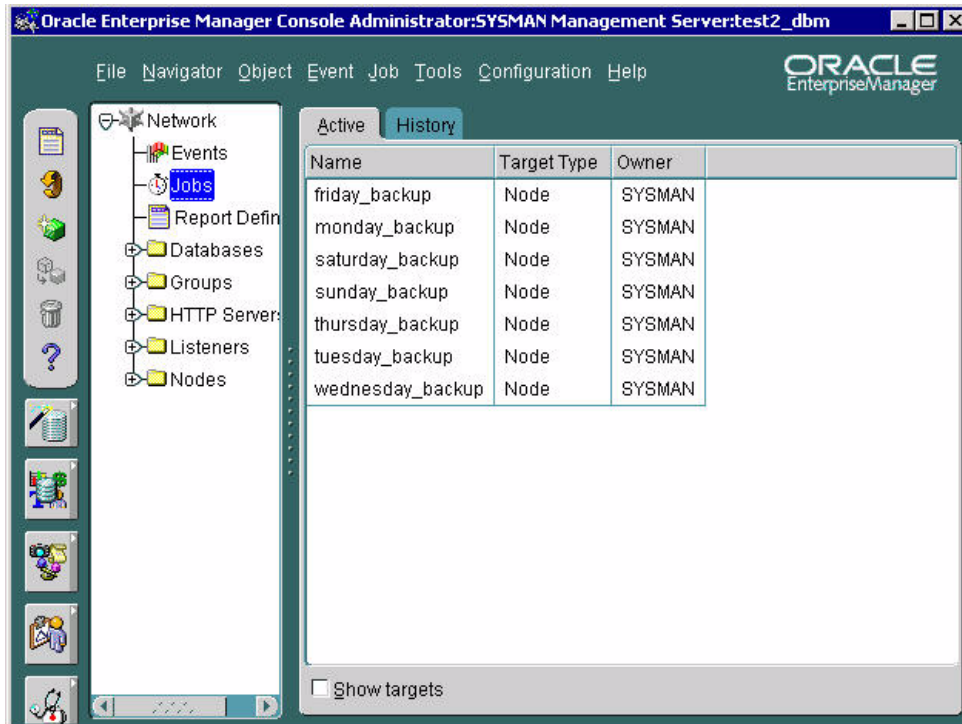 Oracle Enterprise Manager Console Administrator:SYSMAN Management Server:test2_dbm
File Navigator Object Event Job Tools Configuration Help
ORACLE
EnterpriseManager
Network
Events
Jobs
Report Defin
Databases
Groups
HTTP Server
Listeners
Nodes
Active History
Name Target Type Owner
friday_backup Node SYSMAN
monday_backup Node SYSMAN
saturday_backup Node SYSMAN
sunday_backup Node SYSMAN
thursday_backup Node SYSMAN
tuesday_backup Node SYSMAN
wednesday_backup Node SYSMAN
Show targets